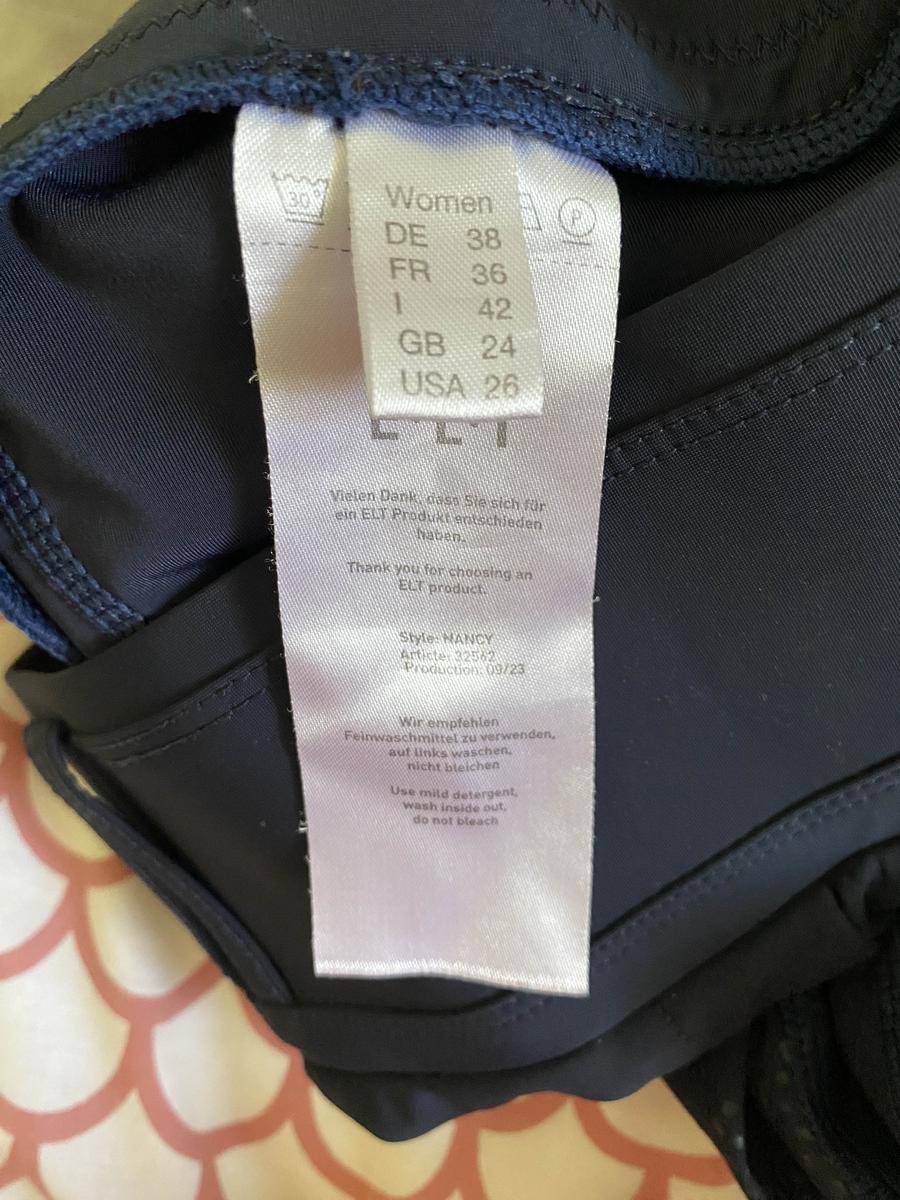 30°
P
Women
DE 38
FR 36
I 42
GB 24
USA 26
Vielen Dank, dass Sie sich für
ein ELT Produkt entschieden
haben.
Thank you for choosing an
ELT product.
Style: NANCY
Article: 32562
Production: 09/23
Wir empfehlen
Feinwaschmittel zu verwenden,
auf links waschen,
nicht bleichen
Use mild detergent,
wash inside out,
do not bleach